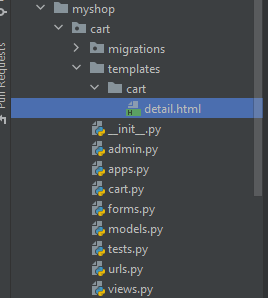 myshop
cart
migrations
templates
cart
detail.html
__init__.py
admin.py
apps.py
cart.py
forms.py
models.py
tests.py
urls.py
views.py
Pull Requests